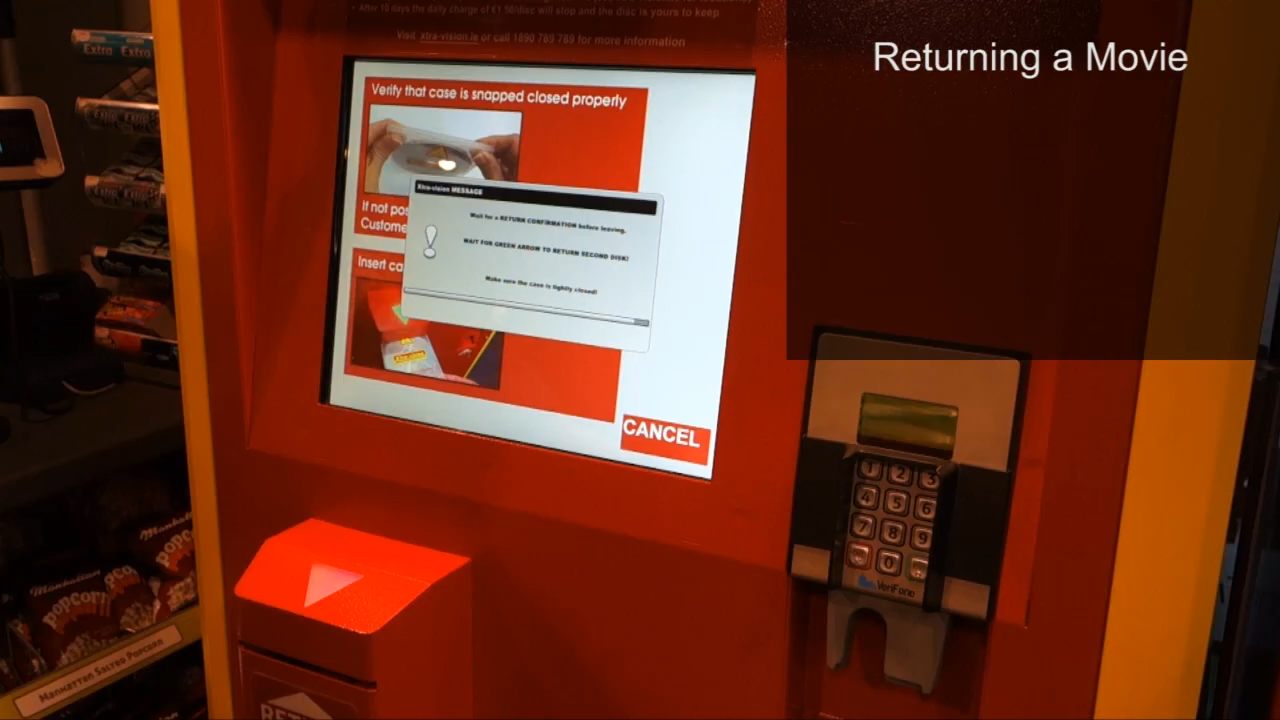 • After 10 days the daily charge of €1.50/disc will stop and the disc is yours to keep
Visit xtra-vision.ie or call 1890 789 789 for more information
Returning a Movie
Extra Extra
Verify that case is snapped closed properly
If not pos
Custome
Xtra-vision MESSAGE
Wait for a RETURN CONFIRMATION before leaving.
WAIT FOR GREEN ARROW TO RETURN SECOND DISK!
Make sure the case is tightly closed!
Insert ca
Xtra-vision
CANCEL
1 2 3
4 5 6
7 8 9
0
VeriFone
Manhattan
POPCORN
Manhattan Salted Popcorn
RET